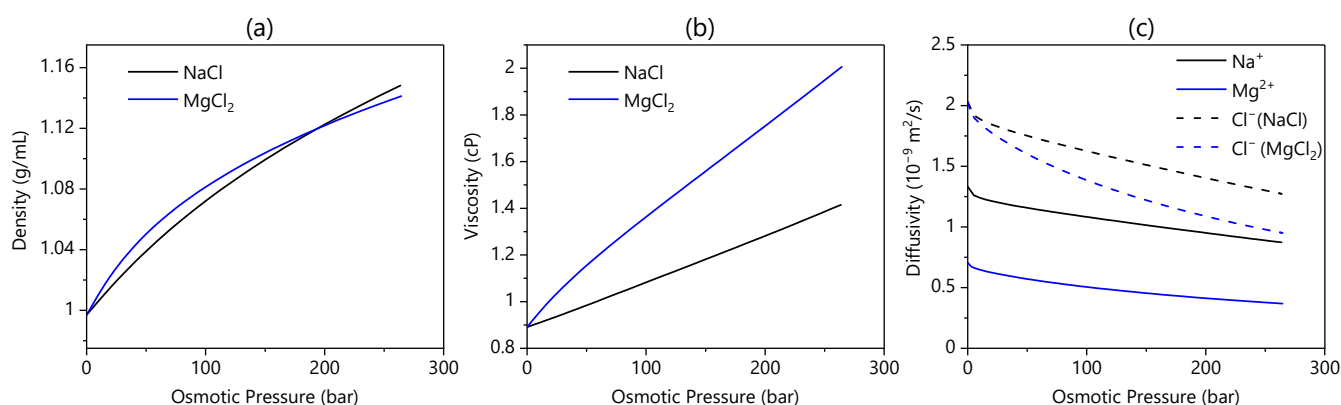 (a)
1.16
1.12
1.08
1.04
1
Density (g/mL)
NaCl
MgCl₂
0
100
200
300
Osmotic Pressure (bar)
(b)
2
1.8
1.6
1.4
1.2
1
0.8
Viscosity (cP)
NaCl
MgCl₂
0
100
200
300
Osmotic Pressure (bar)
(c)
2.5
2
1.5
1
0.5
0
Diffusivity (10⁻⁹ m²/s)
Na⁺
Mg²⁺
Cl⁻(NaCl)
Cl⁻ (MgCl₂)
0
100
200
300
Osmotic Pressure (bar)